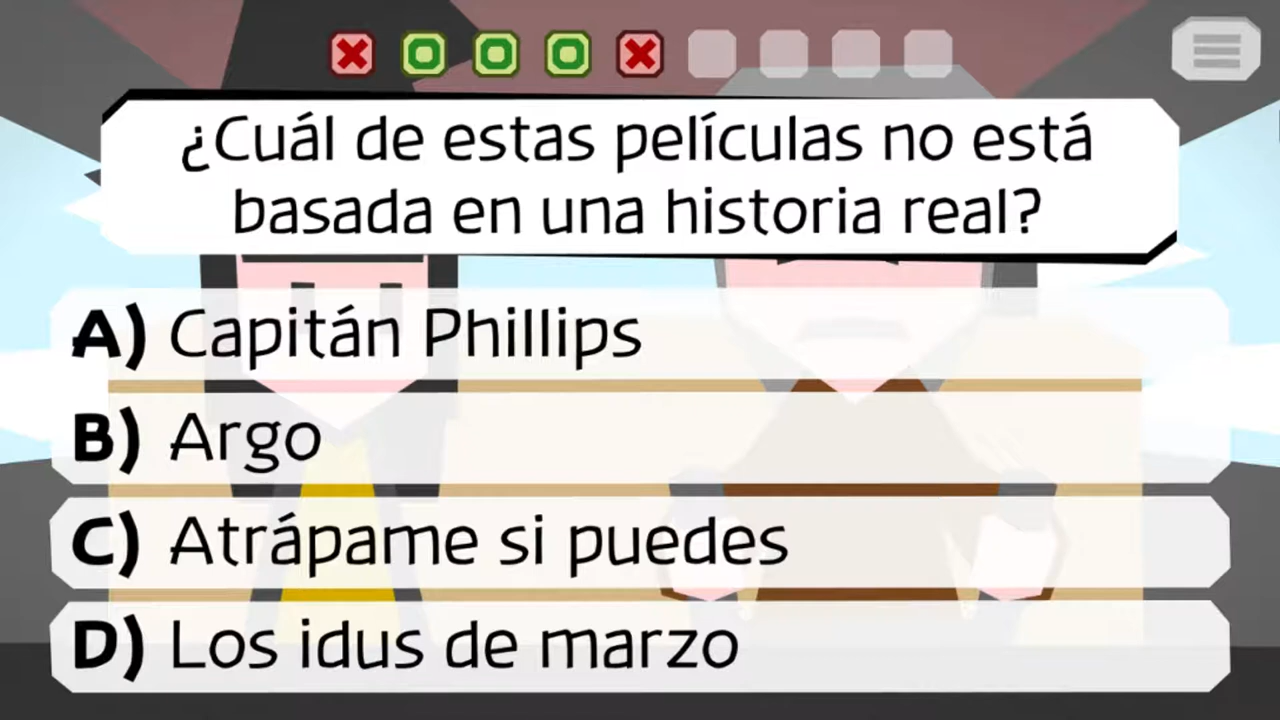 ¿Cuál de estas películas no está
basada en una historia real?
A) Capitán Phillips
B) Argo
C) Atrápame si puedes
D) Los idus de marzo